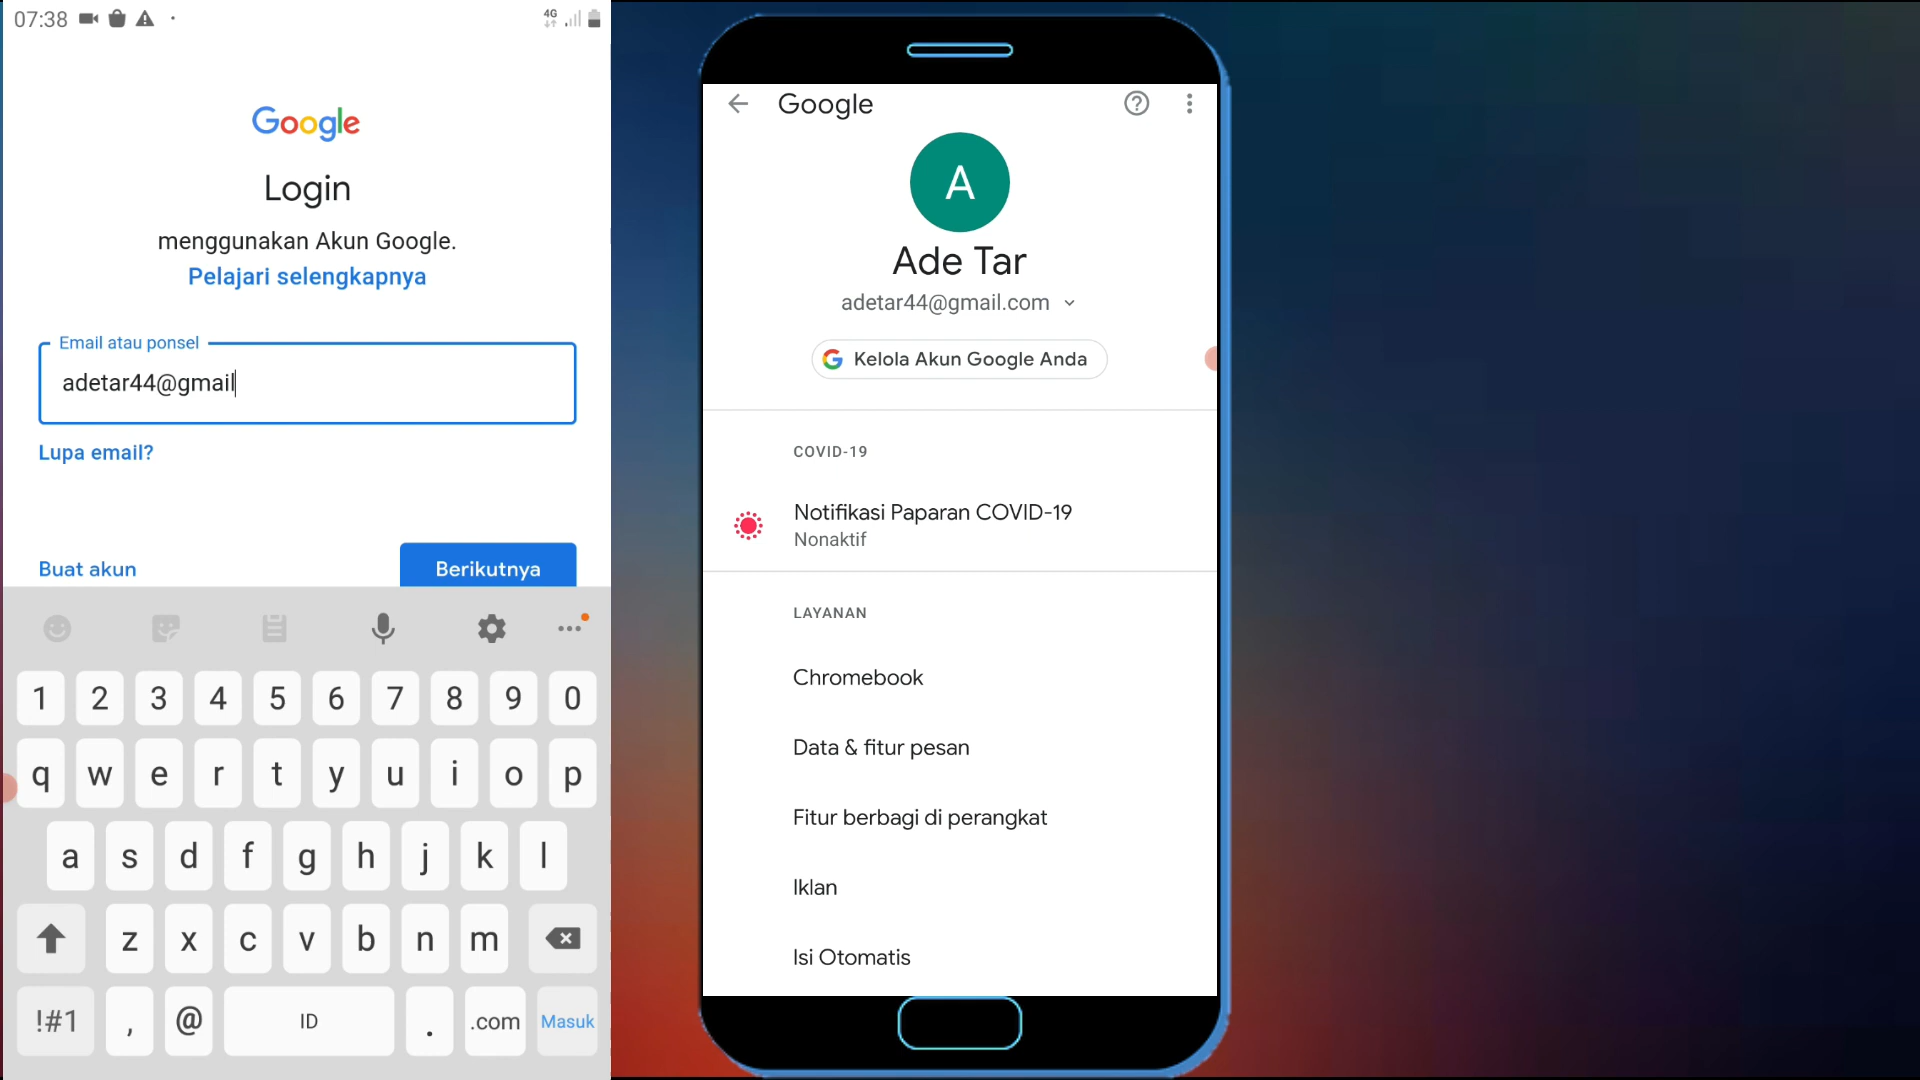 07:38
4G
Google
Login
menggunakan Akun Google.
Pelajari selengkapnya
Email atau ponsel
adetar44@gmail
Lupa email?
Buat akun
Berikutnya
1 2 3 4 5 6 7 8 9 0
q w e r t y u i o p
a s d f g h j k l
z x c v b n m
!#1 , @ ID . .com Masuk
Google
A
Ade Tar
adetar44@gmail.com
G Kelola Akun Google Anda
COVID-19
Notifikasi Paparan COVID-19
Nonaktif
LAYANAN
Chromebook
Data & fitur pesan
Fitur berbagi di perangkat
Iklan
Isi Otomatis